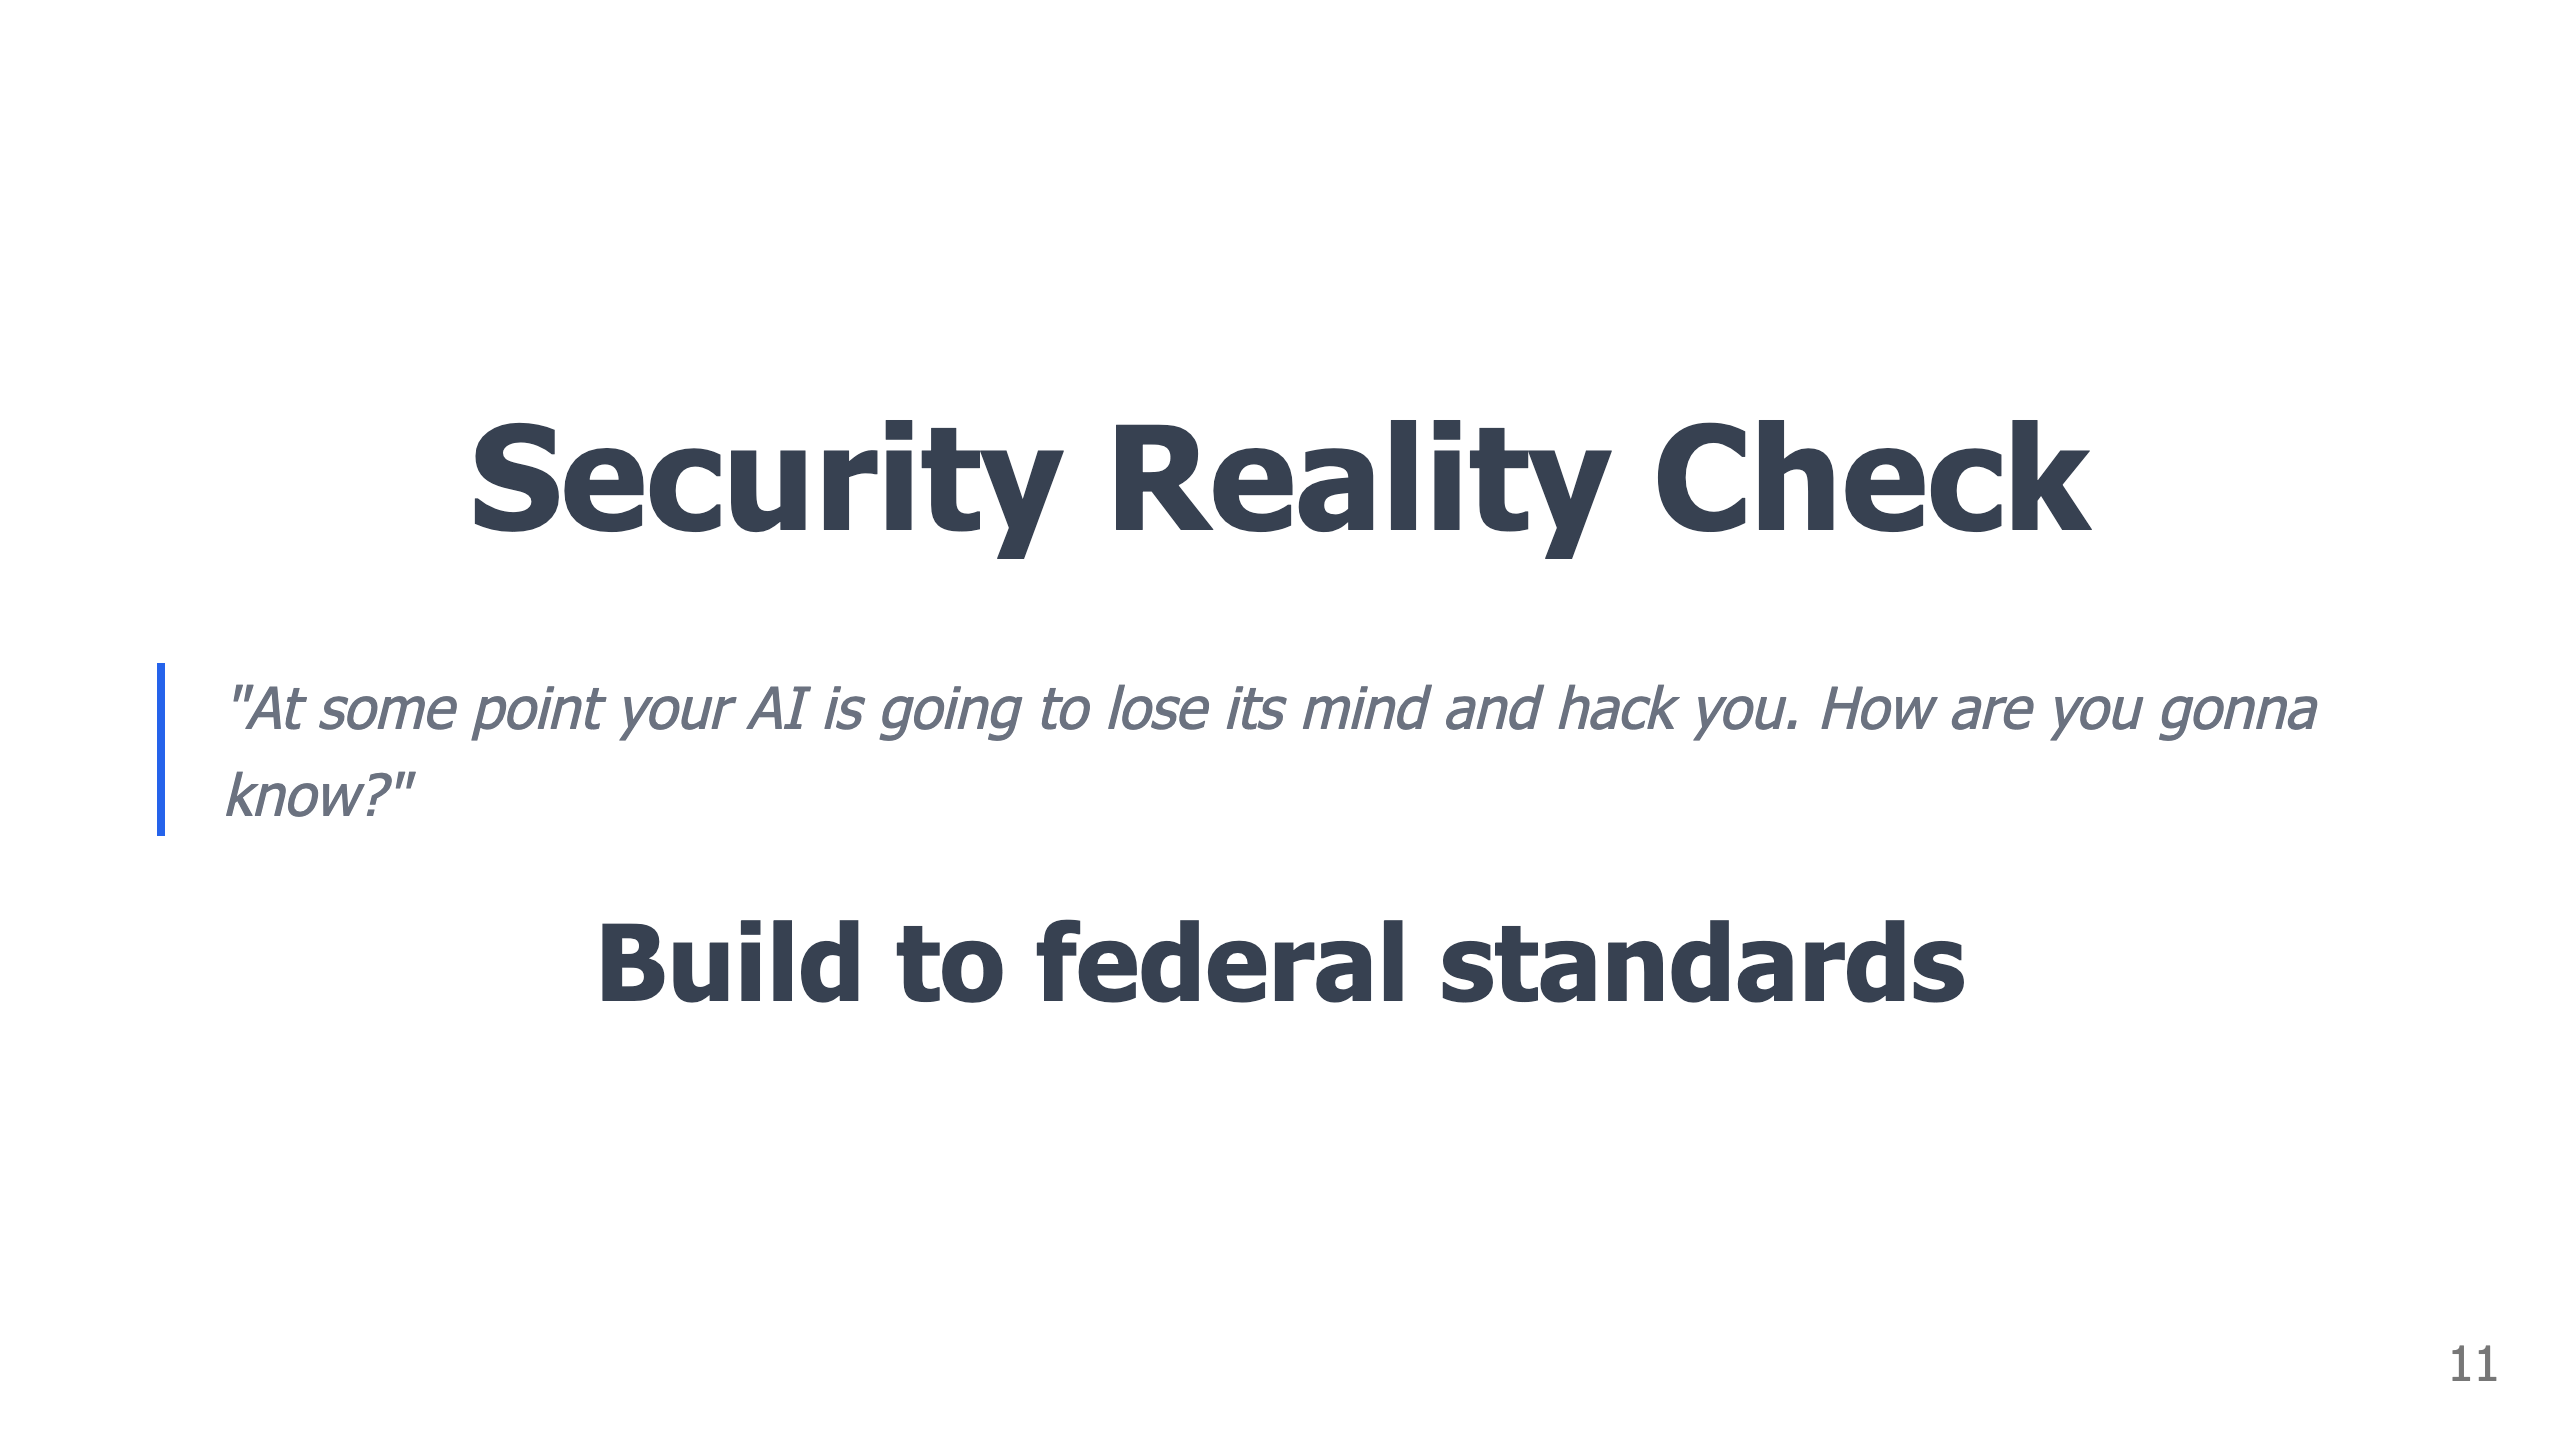 Security Reality Check
"At some point your AI is going to lose its mind and hack you. How are you gonna
know?"
Build to federal standards
11